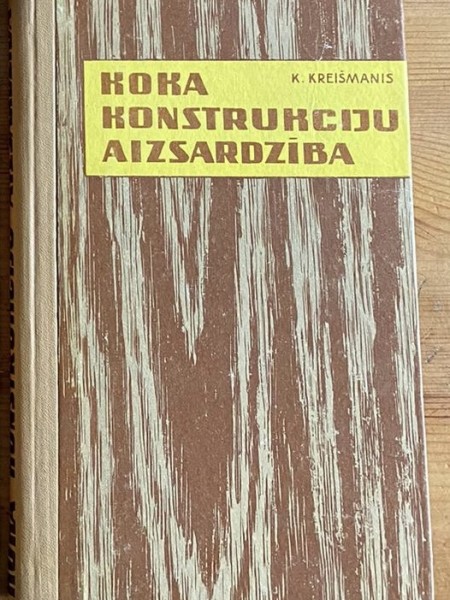 K. KREIŠMANIS
KOKA
KONSTRUKCIJU
AIZSARDZĪBA